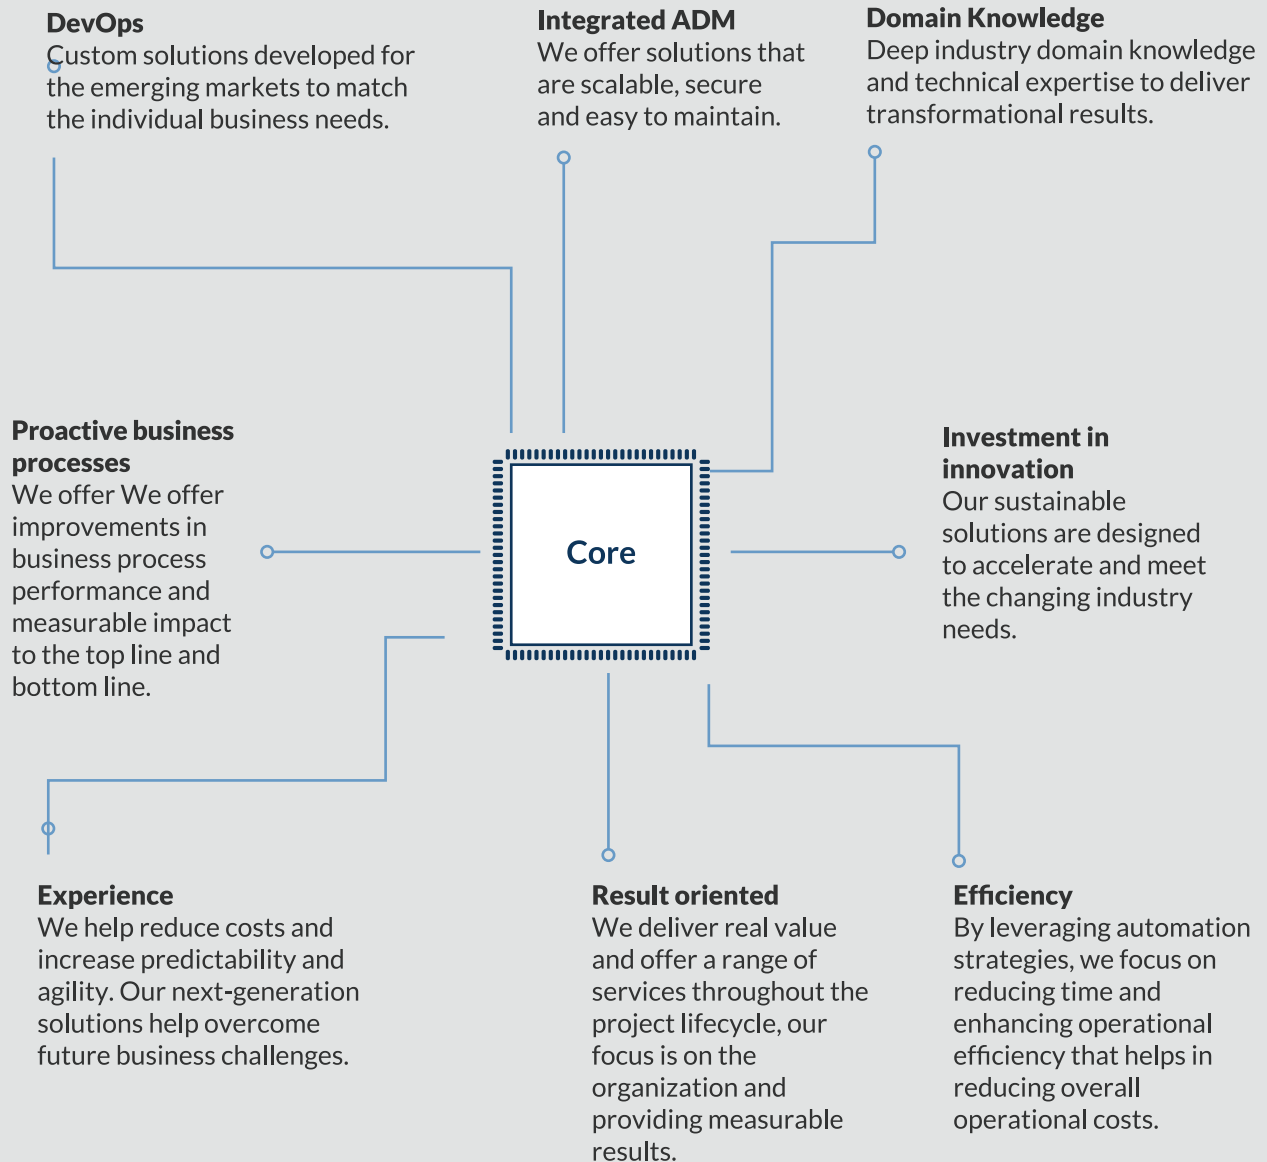 DevOps
Custom solutions developed for
the emerging markets to match
the individual business needs.
Integrated ADM
We offer solutions that
are scalable, secure
and easy to maintain.
Domain Knowledge
Deep industry domain knowledge
and technical expertise to deliver
transformational results.
Proactive business
processes
We offer We offer
improvements in
business process
performance and
measurable impact
to the top line and
bottom line.
Core
Investment in
innovation
Our sustainable
solutions are designed
to accelerate and meet
the changing industry
needs.
Experience
We help reduce costs and
increase predictability and
agility. Our next-generation
solutions help overcome
future business challenges.
Result oriented
We deliver real value
and offer a range of
services throughout the
project lifecycle, our
focus is on the
organization and
providing measurable
results.
Efficiency
By leveraging automation
strategies, we focus on
reducing time and
enhancing operational
efficiency that helps in
reducing overall
operational costs.